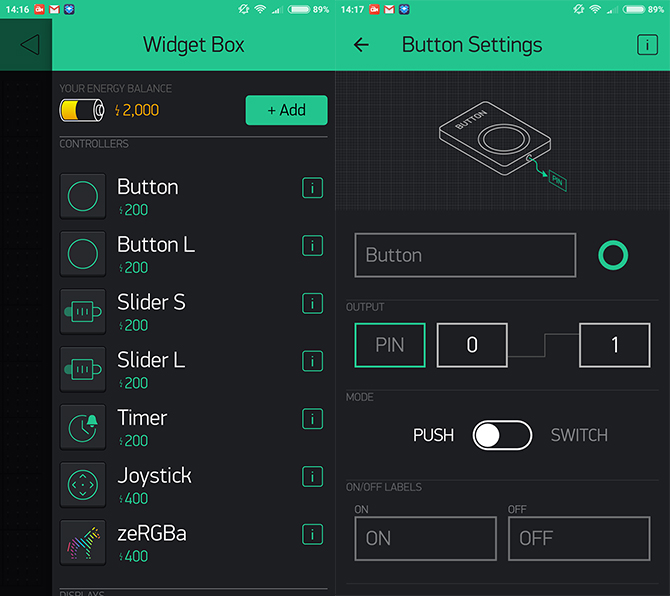 14:16
89%
Widget Box
YOUR ENERGY BALANCE
2,000
+ Add
CONTROLLERS
Button
200
i
Button L
200
i
Slider S
200
i
Slider L
200
i
Timer
200
i
Joystick
400
i
zeRGBa
400
i
DISPLAYS
14:17
89%
Button Settings
i
BUTTON
PIN
Button
OUTPUT
PIN
0
1
MODE
PUSH
SWITCH
ON/OFF LABELS
ON
OFF
ON
OFF